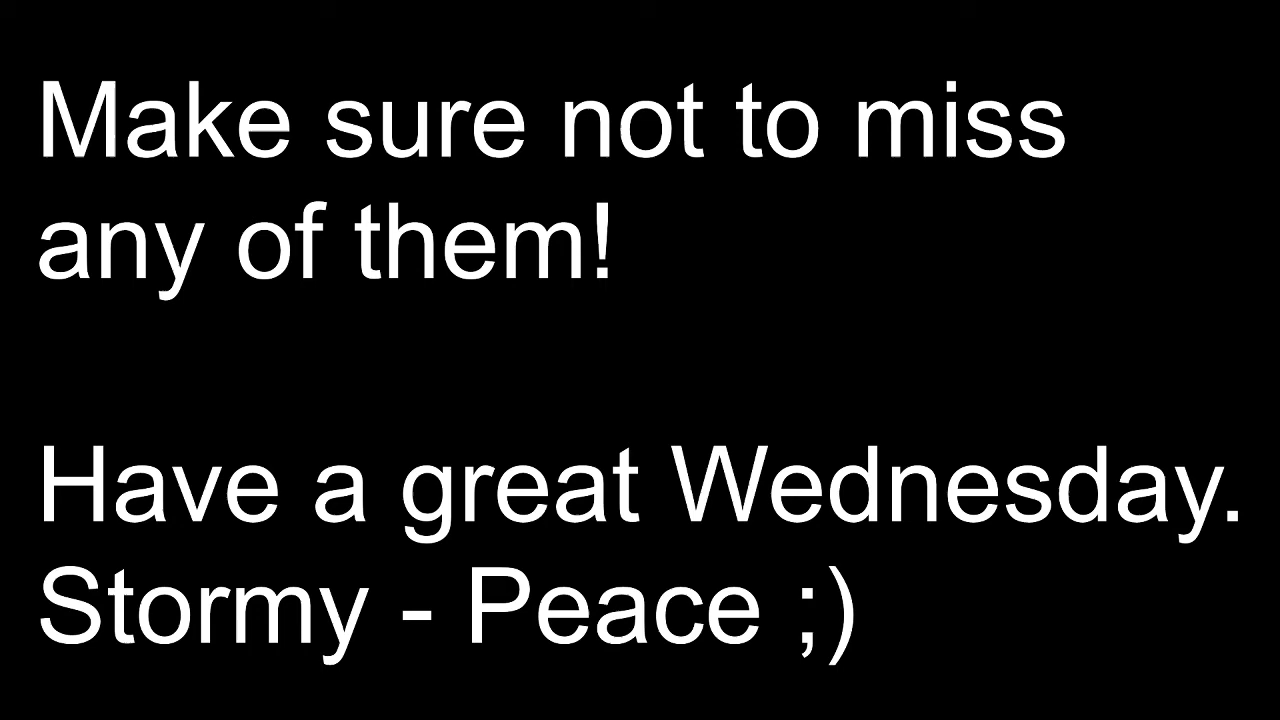 Make sure not to miss
any of them!
Have a great Wednesday.
Stormy - Peace ;)